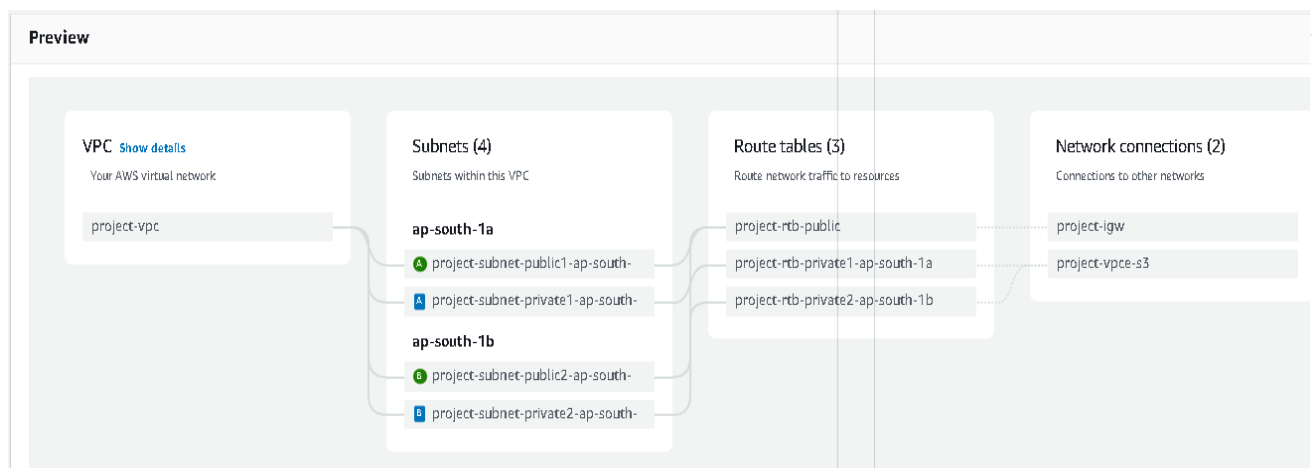 Preview
VPC Show details
Your AWS virtual network
project-vpc
Subnets (4)
Subnets within this VPC
ap-south-1a
A project-subnet-public1-ap-south-
A project-subnet-private1-ap-south-
ap-south-1b
B project-subnet-public2-ap-south-
B project-subnet-private2-ap-south-
Route tables (3)
Route network traffic to resources
project-rtb-public
project-rtb-private1-ap-south-1a
project-rtb-private2-ap-south-1b
Network connections (2)
Connections to other networks
project-igw
project-vpce-s3